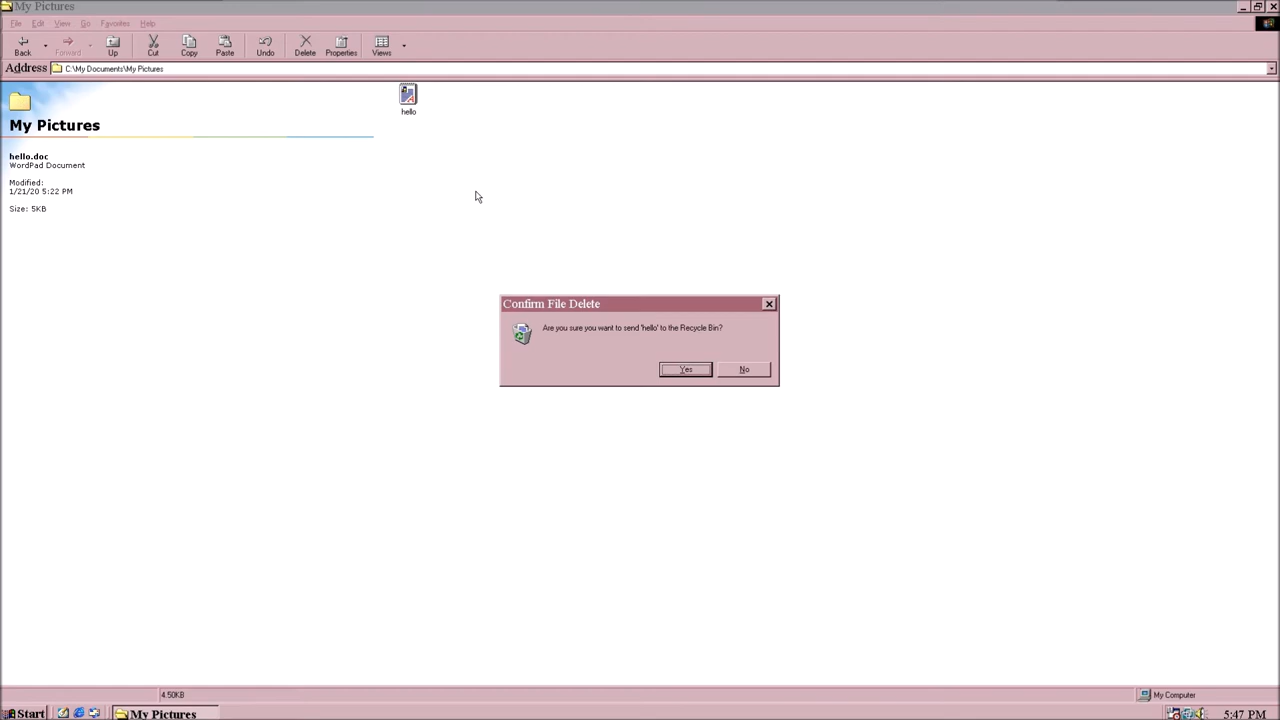 My Pictures
File Edit View Go Favorites Help
Back Forward Up Cut Copy Paste Undo Delete Properties Views
Address C:\My Documents\My Pictures
hello
My Pictures
hello.doc
WordPad Document
Modified:
1/21/20 5:22 PM
Size: 5KB
Confirm File Delete
Are you sure you want to send 'hello' to the Recycle Bin?
Yes No
4.50KB My Computer
Start My Pictures 5:47 PM